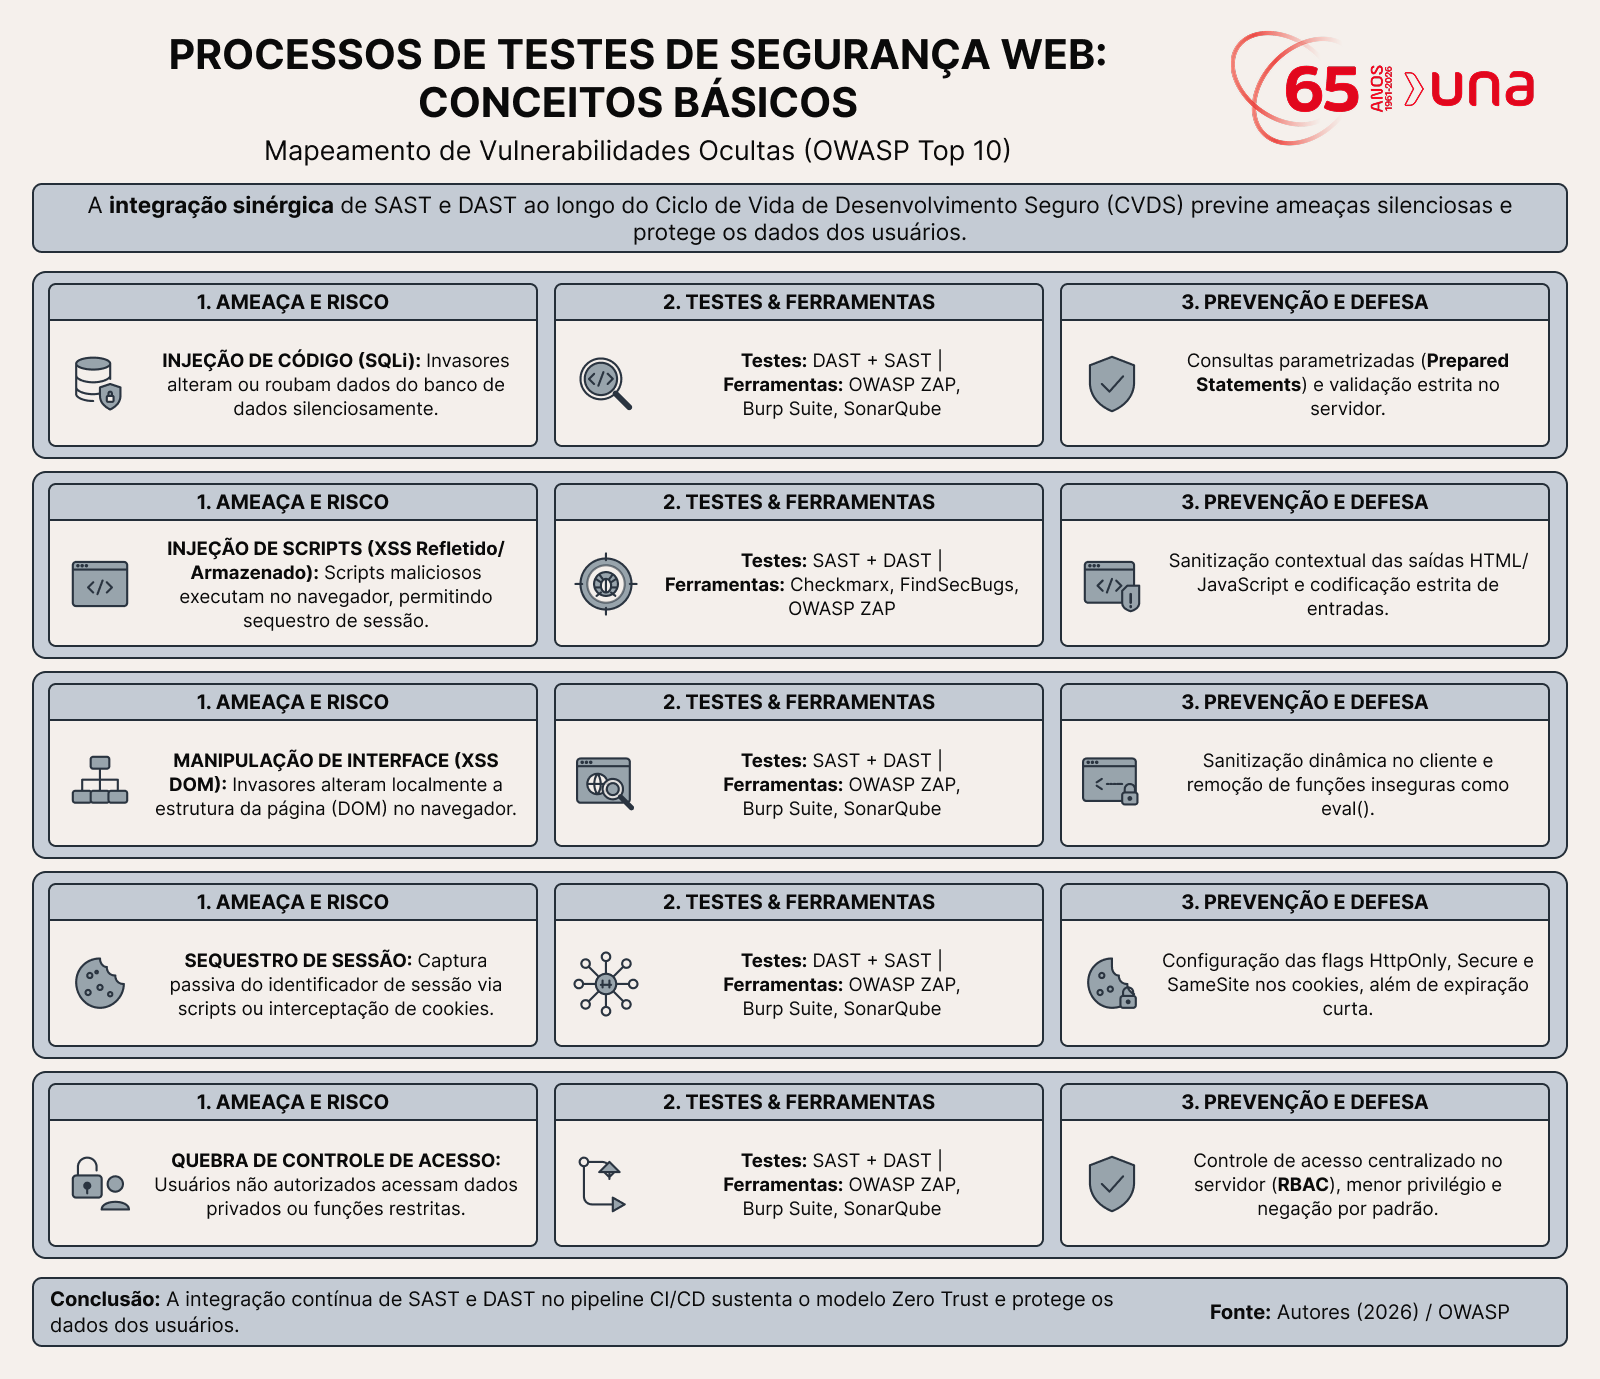 PROCESSOS DE TESTES DE SEGURANÇA WEB:
CONCEITOS BÁSICOS
Mapeamento de Vulnerabilidades Ocultas (OWASP Top 10)
65 ANOS 1961-2026 una
A integração sinérgica de SAST e DAST ao longo do Ciclo de Vida de Desenvolvimento Seguro (CVDS) previne ameaças silenciosas e
protege os dados dos usuários.
1. AMEAÇA E RISCO
INJEÇÃO DE CÓDIGO (SQLi): Invasores
alteram ou roubam dados do banco de
dados silenciosamente.
2. TESTES & FERRAMENTAS
Testes: DAST + SAST |
Ferramentas: OWASP ZAP,
Burp Suite, SonarQube
3. PREVENÇÃO E DEFESA
Consultas parametrizadas (Prepared
Statements) e validação estrita no
servidor.
1. AMEAÇA E RISCO
INJEÇÃO DE SCRIPTS (XSS Refletido/
Armazenado): Scripts maliciosos
executam no navegador, permitindo
sequestro de sessão.
2. TESTES & FERRAMENTAS
Testes: SAST + DAST |
Ferramentas: Checkmarx, FindSecBugs,
OWASP ZAP
3. PREVENÇÃO E DEFESA
Sanitização contextual das saídas HTML/
JavaScript e codificação estrita de
entradas.
1. AMEAÇA E RISCO
MANIPULAÇÃO DE INTERFACE (XSS
DOM): Invasores alteram localmente a
estrutura da página (DOM) no navegador.
2. TESTES & FERRAMENTAS
Testes: SAST + DAST |
Ferramentas: OWASP ZAP,
Burp Suite, SonarQube
3. PREVENÇÃO E DEFESA
Sanitização dinâmica no cliente e
remoção de funções inseguras como
eval().
1. AMEAÇA E RISCO
SEQUESTRO DE SESSÃO: Captura
passiva do identificador de sessão via
scripts ou interceptação de cookies.
2. TESTES & FERRAMENTAS
Testes: DAST + SAST |
Ferramentas: OWASP ZAP,
Burp Suite, SonarQube
3. PREVENÇÃO E DEFESA
Configuração das flags HttpOnly, Secure e
SameSite nos cookies, além de expiração
curta.
1. AMEAÇA E RISCO
QUEBRA DE CONTROLE DE ACESSO:
Usuários não autorizados acessam dados
privados ou funções restritas.
2. TESTES & FERRAMENTAS
Testes: SAST + DAST |
Ferramentas: OWASP ZAP,
Burp Suite, SonarQube
3. PREVENÇÃO E DEFESA
Controle de acesso centralizado no
servidor (RBAC), menor privilégio e
negação por padrão.
Conclusão: A integração contínua de SAST e DAST no pipeline CI/CD sustenta o modelo Zero Trust e protege os
dados dos usuários.
Fonte: Autores (2026) / OWASP